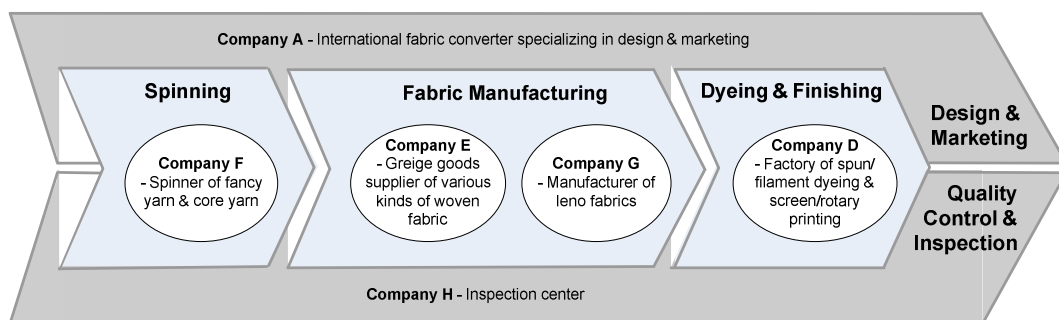 Company A - International fabric converter specializing in design & marketing
Spinning
Company F
- Spinner of fancy
yarn & core yarn
Fabric Manufacturing
Company E
- Greige goods
supplier of various
kinds of woven
fabric
Company G
- Manufacturer of
leno fabrics
Dyeing & Finishing
Company D
- Factory of spun/
filament dyeing &
screen/rotary
printing
Design &
Marketing
Quality
Control &
Inspection
Company H - Inspection center